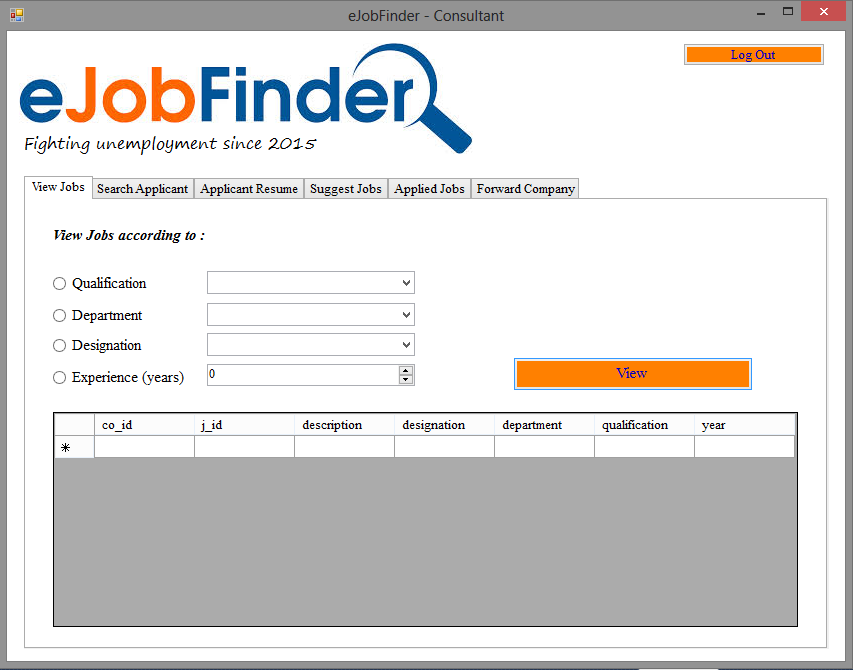 eJobFinder - Consultant
Log Out
eJobFinder
Fighting unemployment since 2015
View Jobs Search Applicant Applicant Resume Suggest Jobs Applied Jobs Forward Company
View Jobs according to :
Qualification
Department
Designation
Experience (years) 0
View
co_id j_id description designation department qualification year